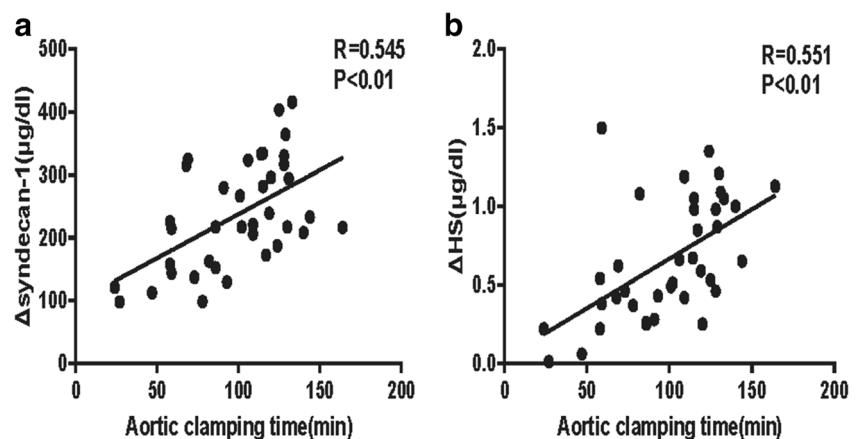 a
R=0.545
P<0.01
Δsyndecan-1(μg/dl)
500
400
300
200
100
0
0 50 100 150 200
Aortic clamping time(min)
b
R=0.551
P<0.01
ΔHS(μg/dl)
2.0
1.5
1.0
0.5
0.0
0 50 100 150 200
Aortic clamping time(min)